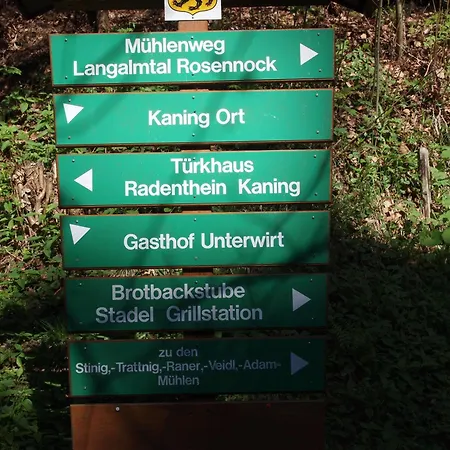 Mühlenweg
Langalmtal Rosennock
Kaning Ort
Türkhaus
Radenthein Kaning
Gasthof Unterwirt
Brotbackstube
Stadel Grillstation
zu den
Stinig,-Trattnig,-Raner,-Veidl,-Adam-
Mühlen